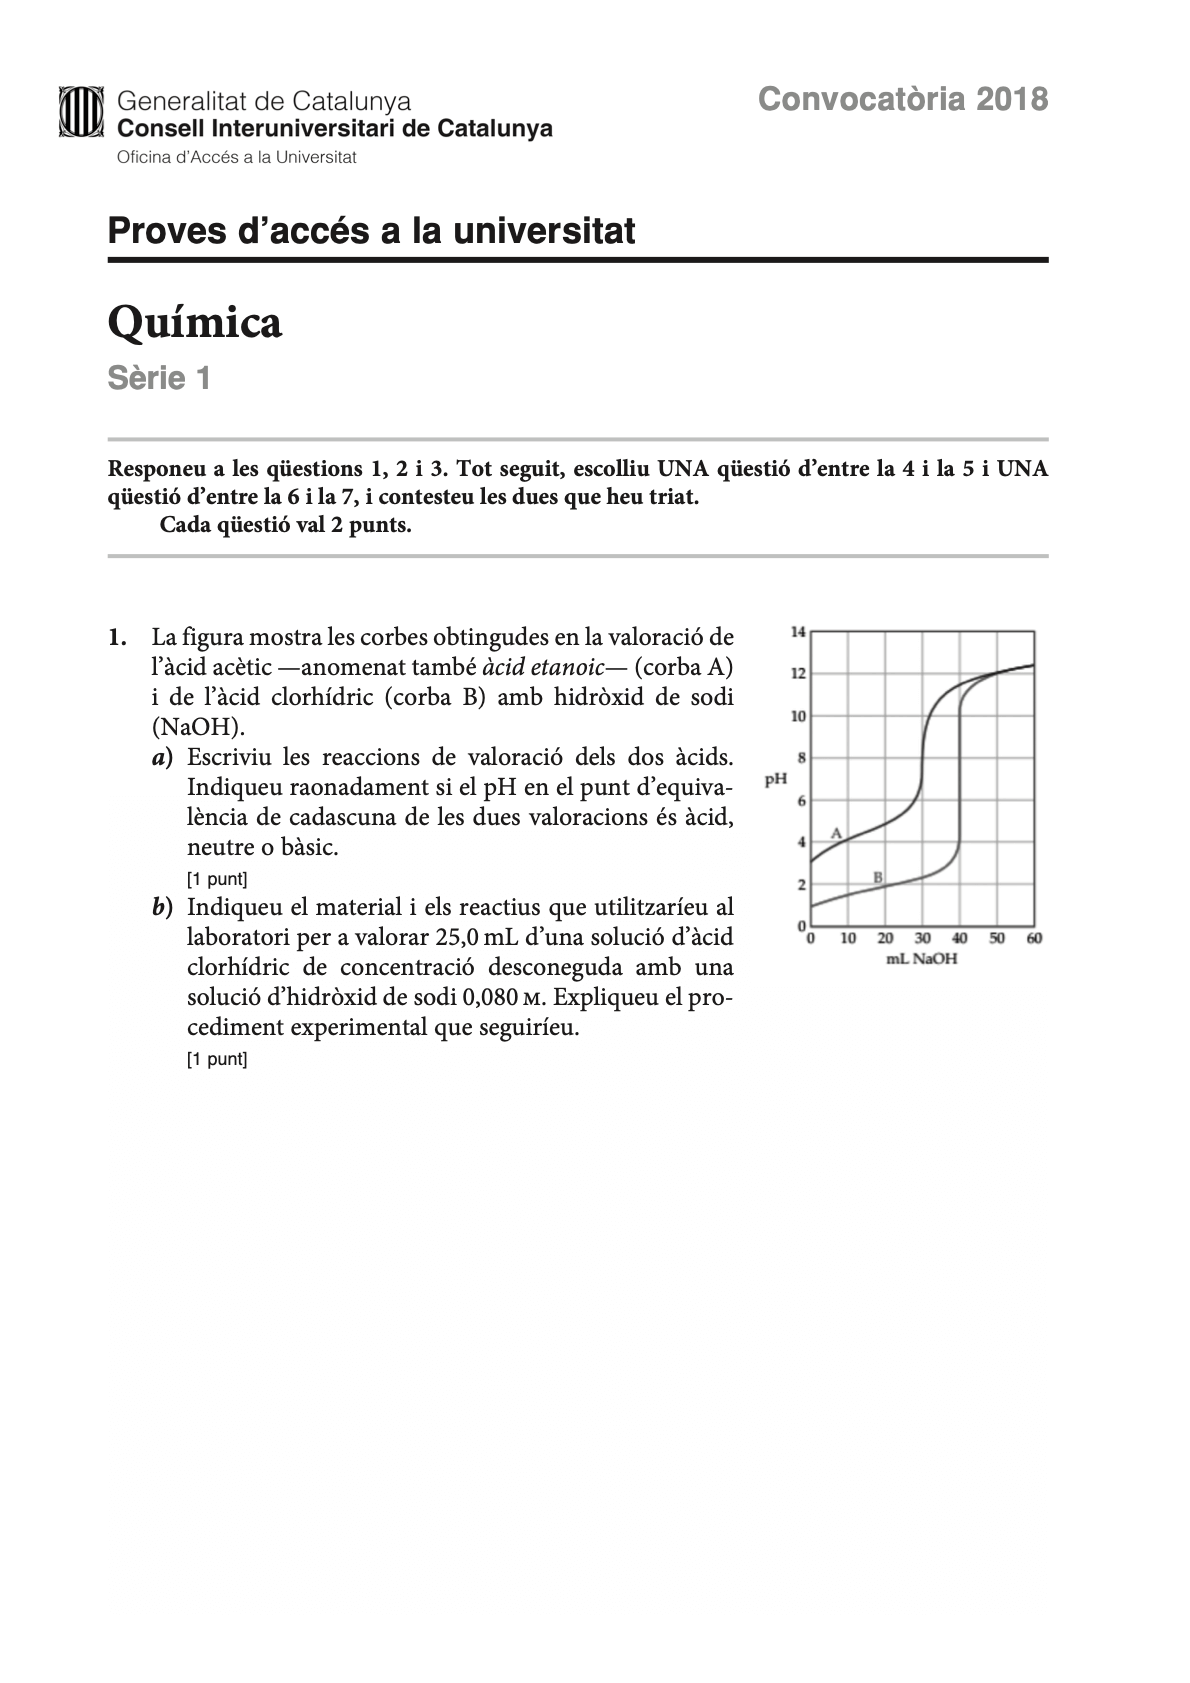 Generalitat de Catalunya
Consell Interuniversitari de Catalunya
Oficina d’Accés a la Universitat
Convocatòria 2018
Proves d’accés a la universitat
Química
Sèrie 1
Responeu a les qüestions 1, 2 i 3. Tot seguit, escolliu UNA qüestió d’entre la 4 i la 5 i UNA
qüestió d’entre la 6 i la 7, i contesteu les dues que heu triat.
Cada qüestió val 2 punts.
1. La figura mostra les corbes obtingudes en la valoració de
l’àcid acètic —anomenat també àcid etanoic— (corba A)
i de l’àcid clorhídric (corba B) amb hidròxid de sodi
(NaOH).
a) Escriviu les reaccions de valoració dels dos àcids.
Indiqueu raonadament si el pH en el punt d’equiva-
lència de cadascuna de les dues valoracions és àcid,
neutre o bàsic.
[1 punt]
b) Indiqueu el material i els reactius que utilitzaríeu al
laboratori per a valorar 25,0 mL d’una solució d’àcid
clorhídric de concentració desconeguda amb una
solució d’hidròxid de sodi 0,080 M. Expliqueu el pro-
cediment experimental que seguiríeu.
[1 punt]
14
12
10
8
pH
6
A
4
B
2
0
0 10 20 30 40 50 60
mL NaOH